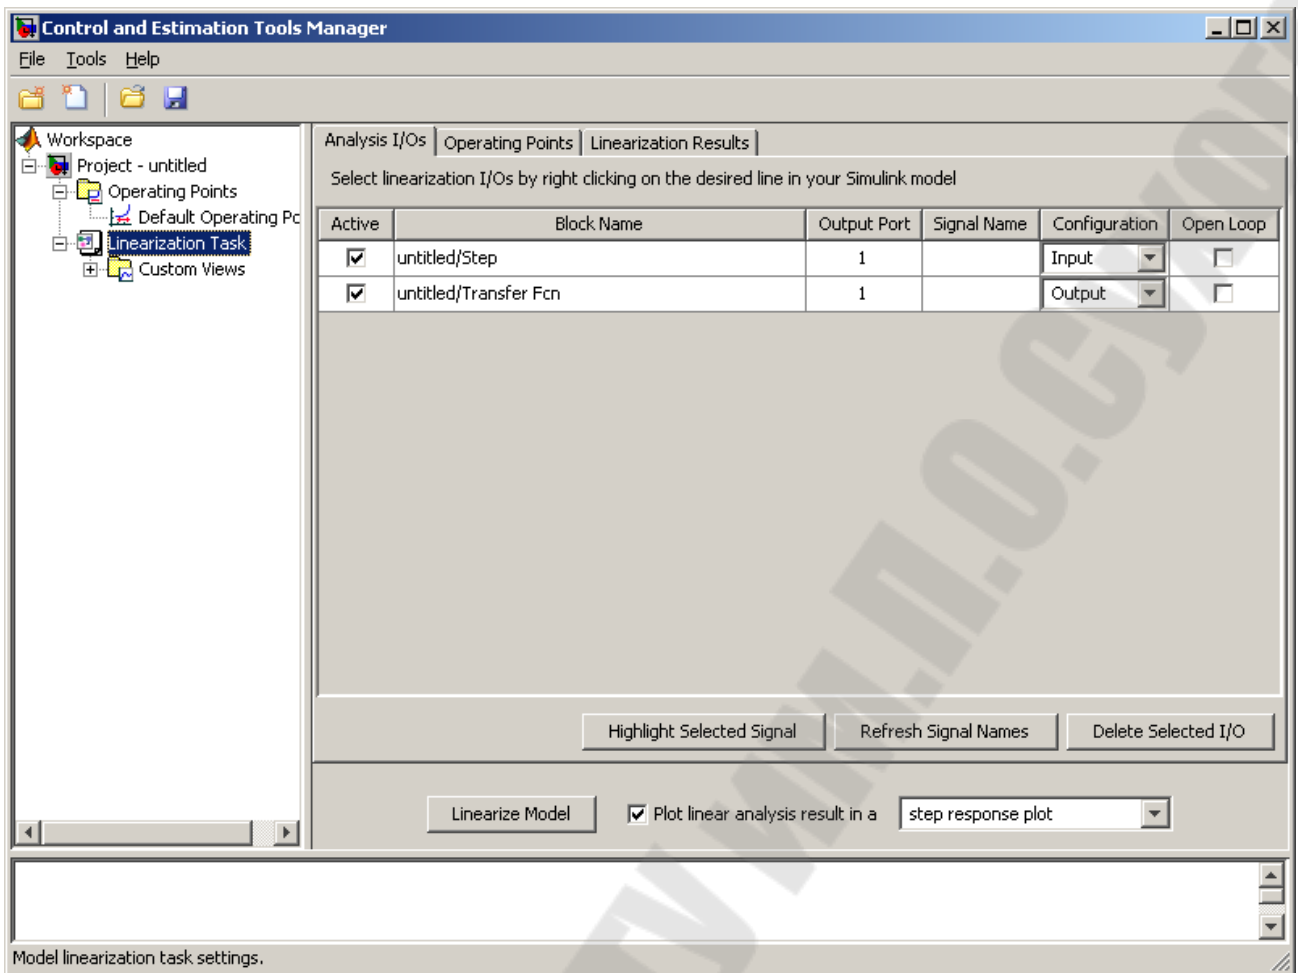 Control and Estimation Tools Manager
File Tools Help
Workspace
Project - untitled
Operating Points
Default Operating Po
Linearization Task
Custom Views
Analysis I/Os Operating Points Linearization Results
Select linearization I/Os by right clicking on the desired line in your Simulink model
Active Block Name Output Port Signal Name Configuration Open Loop
untitled/Step 1 Input
untitled/Transfer Fcn 1 Output
Highlight Selected Signal Refresh Signal Names Delete Selected I/O
Linearize Model Plot linear analysis result in a step response plot
Model linearization task settings.
ту им.П.О.Сухого